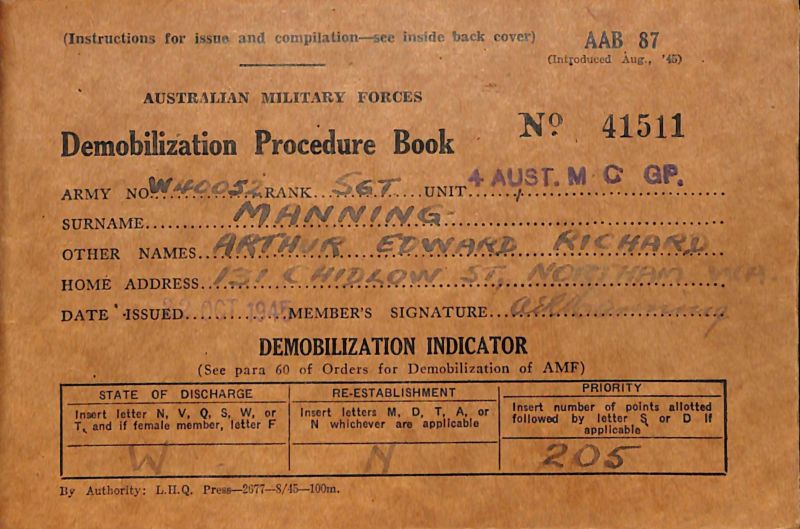 (Instructions for issue and compilation—see inside back cover)
AAB 87
(Introduced Aug., '45)
AUSTRALIAN MILITARY FORCES
Demobilization Procedure Book
No 41511
ARMY NO. W40052 RANK SGT UNIT 4 AUST. M C GP.
SURNAME MANNING
OTHER NAMES ARTHUR EDWARD RICHARD
HOME ADDRESS 131 CHIDLOW ST, NORTHAM WA.
DATE ISSUED OCT 1945 MEMBER'S SIGNATURE Manning
DEMOBILIZATION INDICATOR
(See para 60 of Orders for Demobilization of AMF)
STATE OF DISCHARGE
Insert letter N, V, Q, S, W, or
T, and if female member, letter F
W
RE-ESTABLISHMENT
Insert letters M, D, T, A, or
N whichever are applicable
N
PRIORITY
Insert number of points allotted
followed by letter S or D if
applicable
205
By Authority: L.H.Q. Press—2677—8/45—100m.